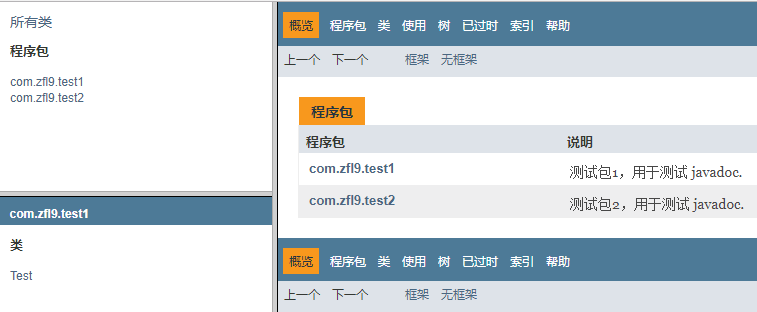 所有类
程序包
com.zfl9.test1
com.zfl9.test2
com.zfl9.test1
类
Test
概览 程序包 类 使用 树 已过时 索引 帮助
上一个 下一个 框架 无框架
程序包
程序包 说明
com.zfl9.test1 测试包1，用于测试 javadoc.
com.zfl9.test2 测试包2，用于测试 javadoc.
概览 程序包 类 使用 树 已过时 索引 帮助
上一个 下一个 框架 无框架